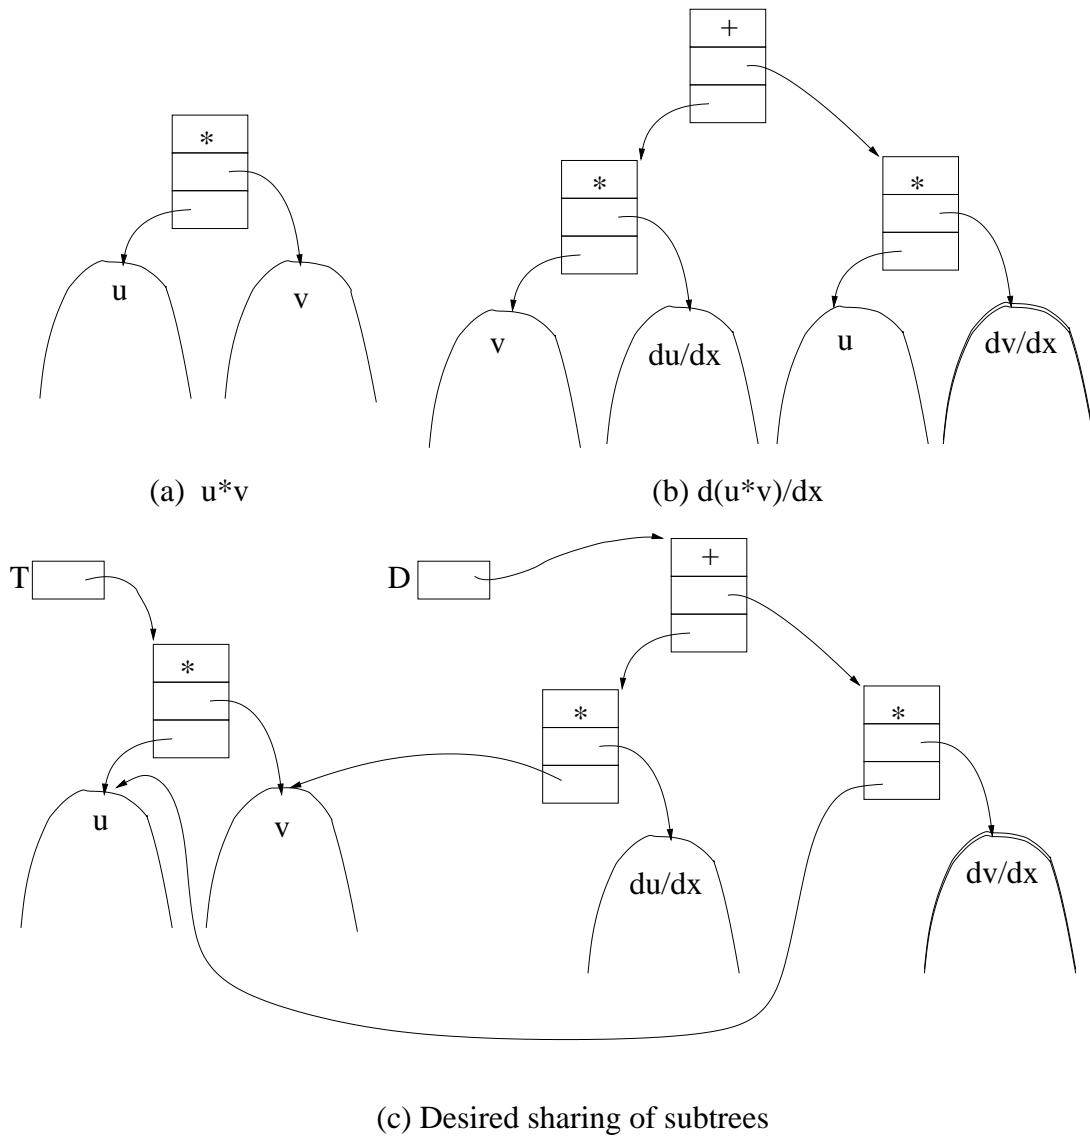 +
*
*
*
u
v
v
du/dx
u
dv/dx
(a) u*v
(b) d(u*v)/dx
T
D
+
*
*
*
u
v
du/dx
dv/dx
(c) Desired sharing of subtrees